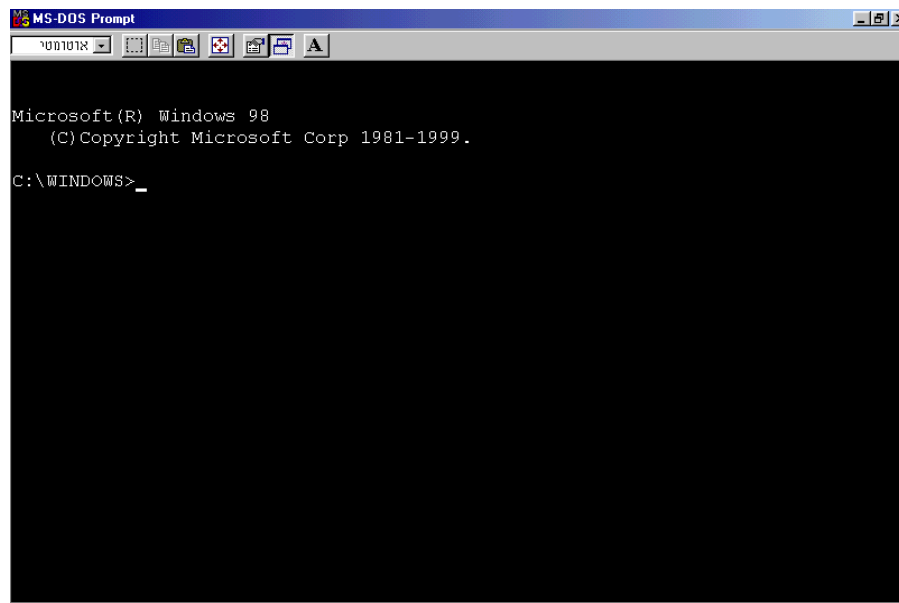 MS-DOS Prompt
אוטומטי
A
Microsoft(R) Windows 98
(C)Copyright Microsoft Corp 1981-1999.
C:\WINDOWS>_